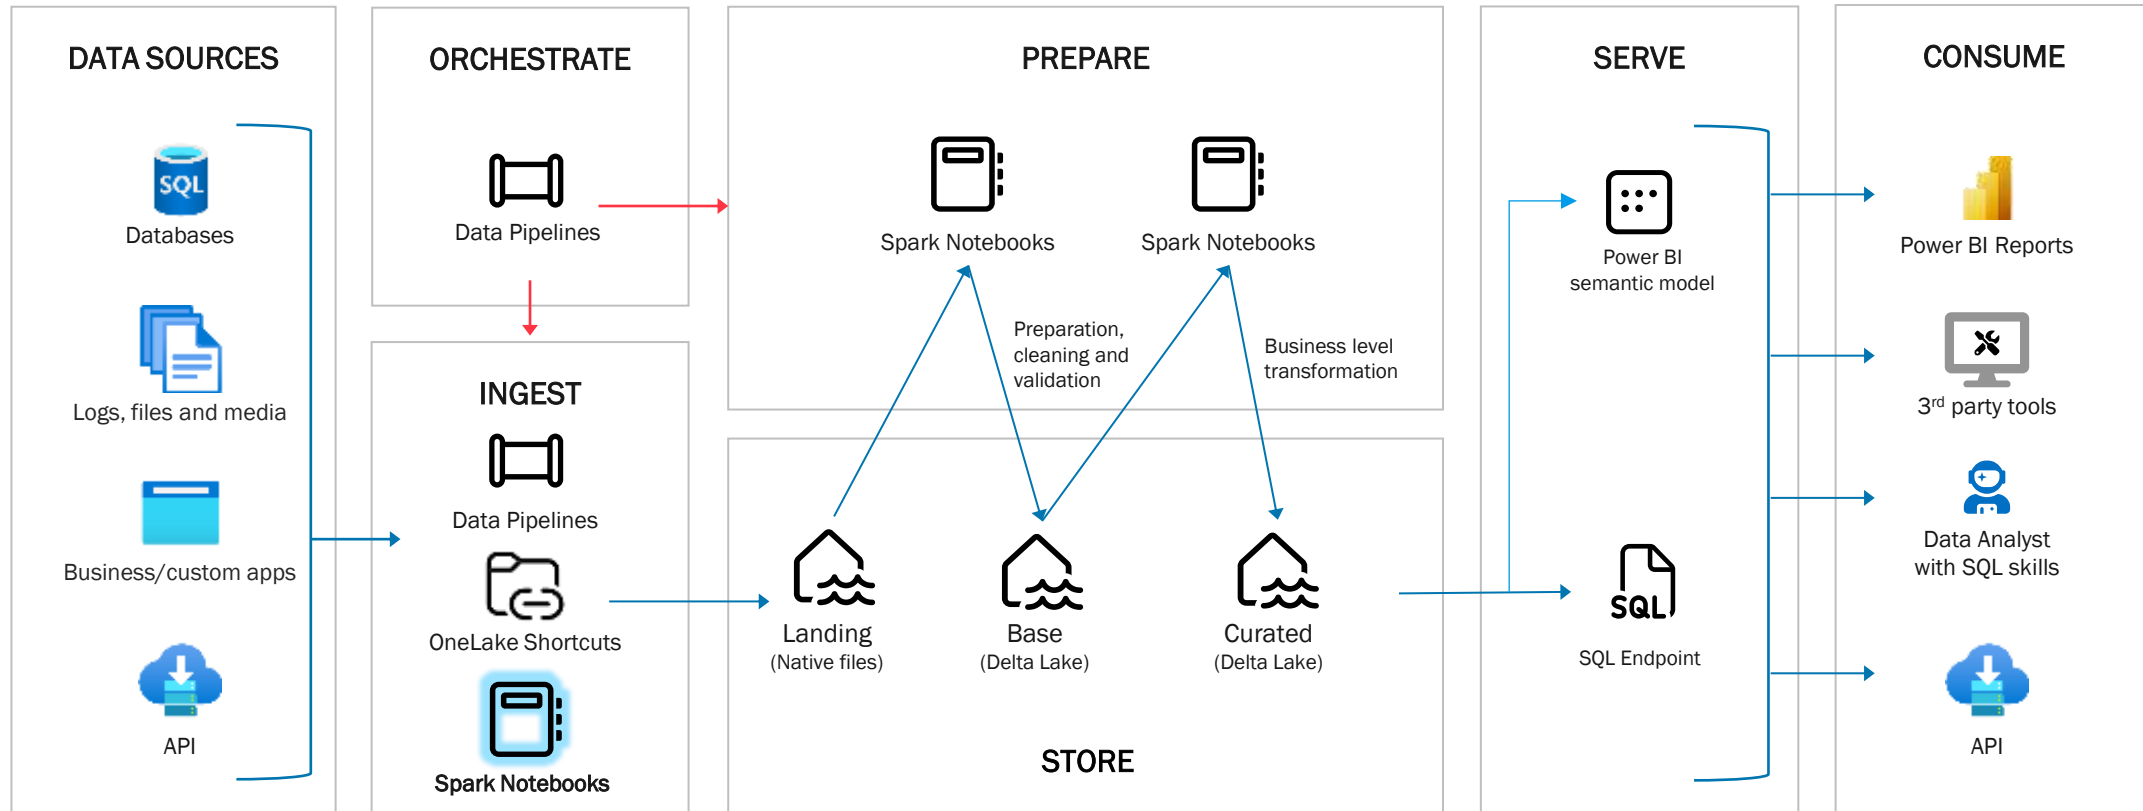 DATA SOURCES
SQL
Databases
Logs, files and media
Business/custom apps
API
ORCHESTRATE
Data Pipelines
INGEST
Data Pipelines
OneLake Shortcuts
Spark Notebooks
PREPARE
Spark Notebooks
Spark Notebooks
Preparation,
cleaning and
validation
Business level
transformation
Landing
(Native files)
Base
(Delta Lake)
Curated
(Delta Lake)
STORE
SERVE
Power BI
semantic model
SQL
SQL Endpoint
CONSUME
Power BI Reports
3rd party tools
Data Analyst
with SQL skills
API